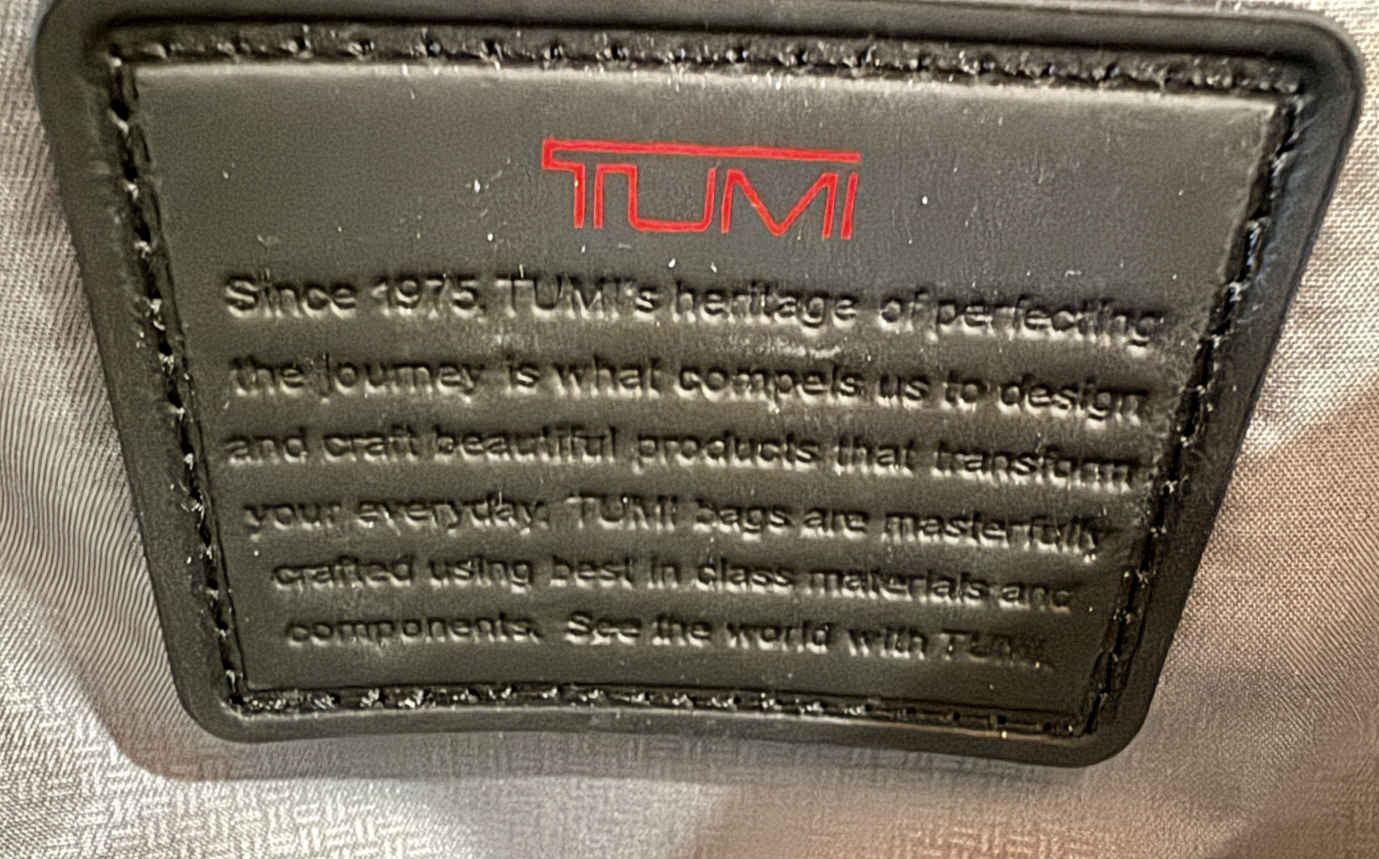 TUMI
Since 1975, TUMI's heritage of perfecting
the journey is what compels us to design
and craft beautiful products that transform
your everyday. TUMI bags are masterfully
crafted using best in class materials and
components. See the world with TUMI.